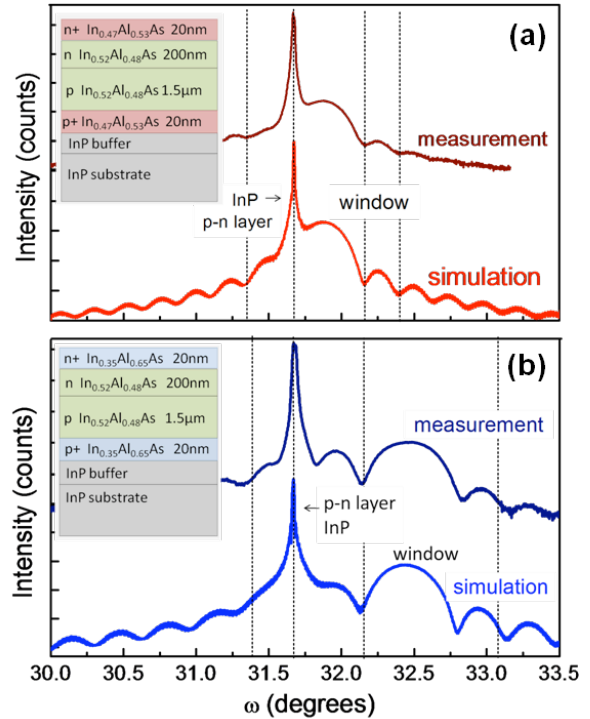 (a)
n+ In0.47Al0.53As 20nm
n In0.52Al0.48As 200nm
p In0.52Al0.48As 1.5µm
p+ In0.47Al0.53As 20nm
InP buffer
InP substrate
measurement
InP →
p-n layer
window
simulation
Intensity (counts)
(b)
n+ In0.35Al0.65As 20nm
n In0.52Al0.48As 200nm
p In0.52Al0.48As 1.5µm
p+ In0.35Al0.65As 20nm
InP buffer
InP substrate
measurement
← p-n layer
InP
window
simulation
Intensity (counts)
30.0 30.5 31.0 31.5 32.0 32.5 33.0 33.5
ω (degrees)